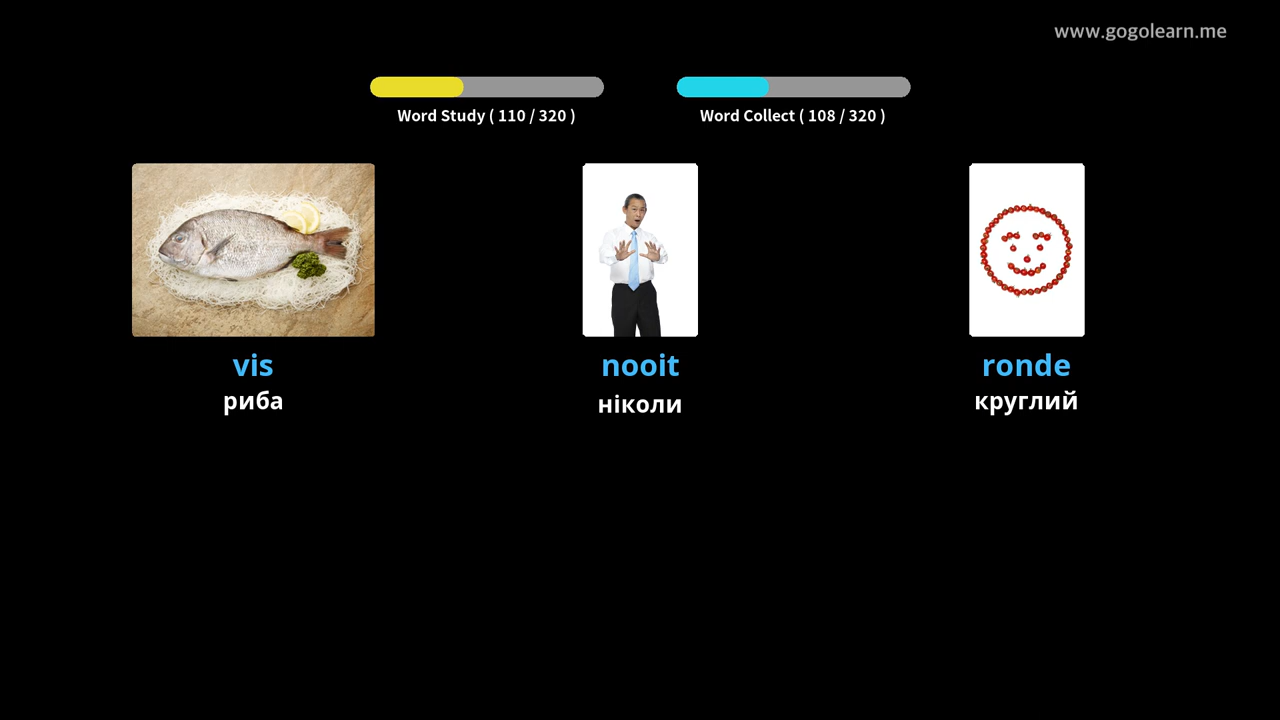 www.gogolearn.me
Word Study ( 110 / 320 )
Word Collect ( 108 / 320 )
vis
риба
nooit
ніколи
ronde
круглий